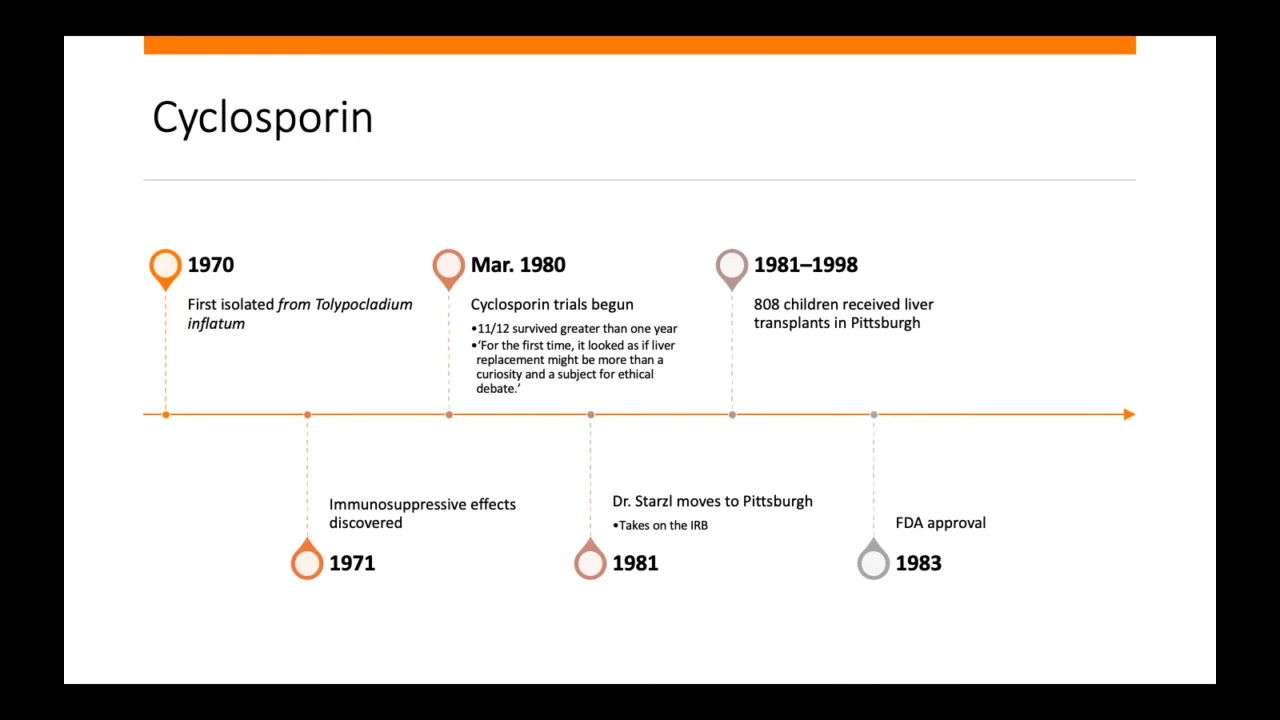 Cyclosporin
1970
First isolated from Tolypocladium
inflatum
Mar. 1980
Cyclosporin trials begun
•11/12 survived greater than one year
•‘For the first time, it looked as if liver
replacement might be more than a
curiosity and a subject for ethical
debate.’
1981–1998
808 children received liver
transplants in Pittsburgh
Immunosuppressive effects
discovered
1971
Dr. Starzl moves to Pittsburgh
•Takes on the IRB
1981
FDA approval
1983